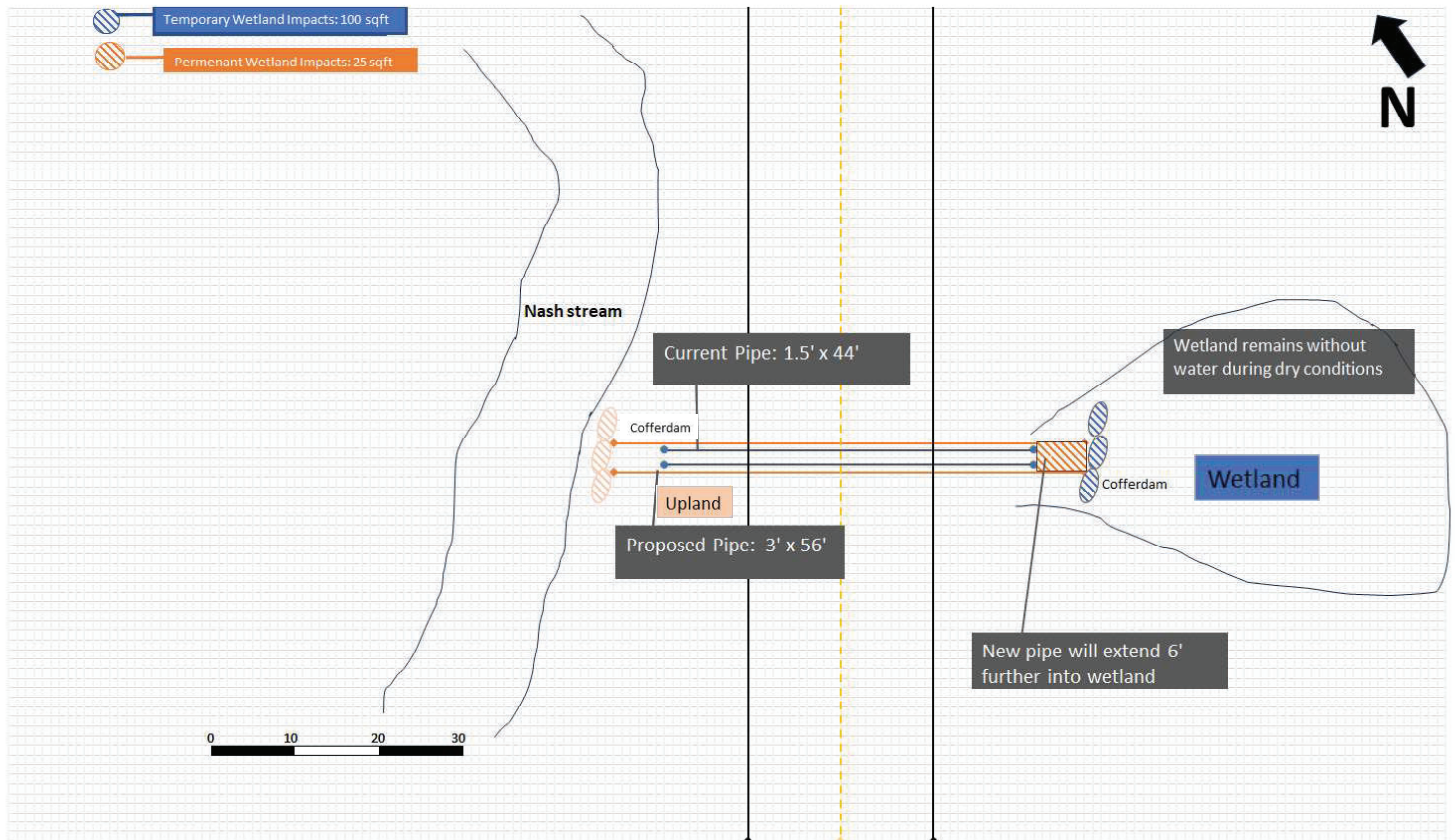 Temporary Wetland Impacts: 100 sqft
Permenant Wetland Impacts: 25 sqft
N
Nash stream
Current Pipe: 1.5' x 44'
Wetland remains without
water during dry conditions
Cofferdam
Wetland
Cofferdam
Upland
Proposed Pipe: 3' x 56'
New pipe will extend 6'
further into wetland
0 10 20 30